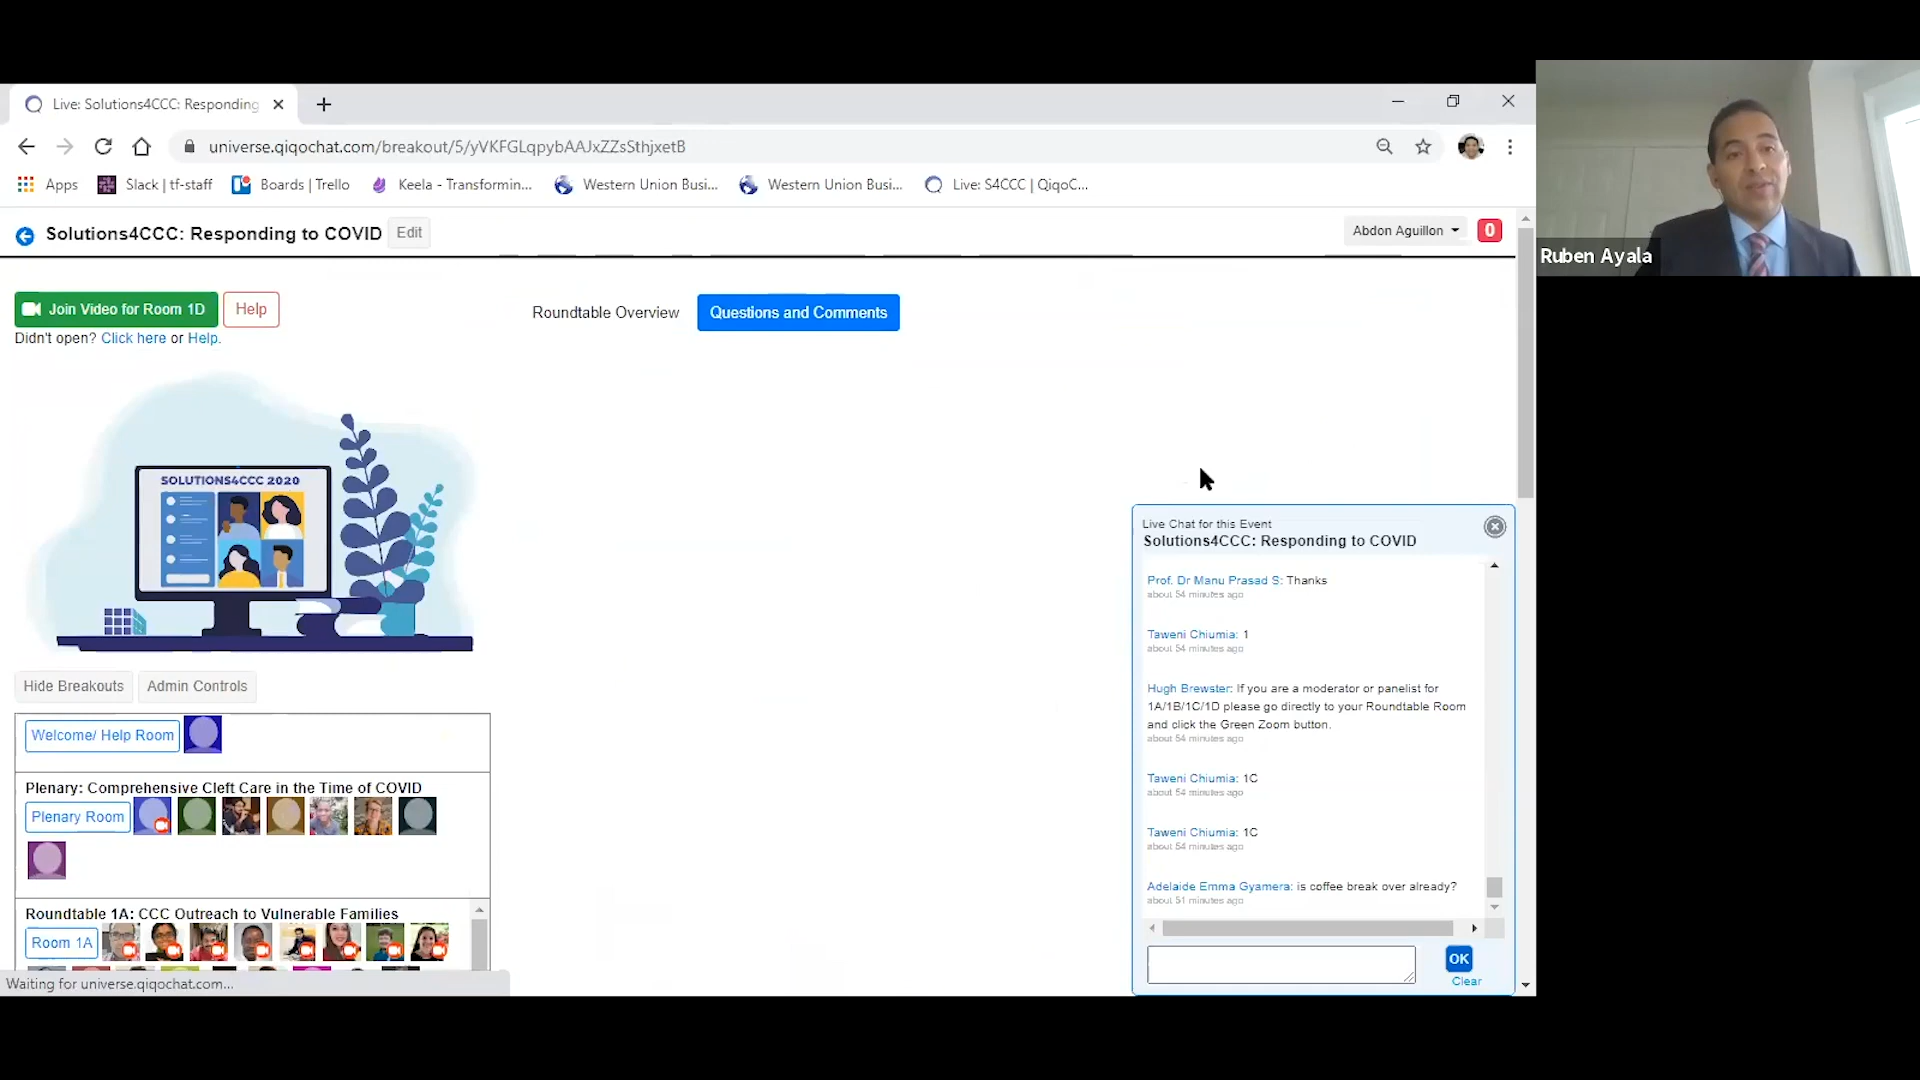 Live: Solutions4CCC: Responding
universe.qiqochat.com/breakout/5/yVKFGLqpybAAJxZZsSthjxetB
Apps
Slack | tf-staff
Boards | Trello
Keela - Transformin...
Western Union Busi...
Western Union Busi...
Live: S4CCC | QiqoC...
Solutions4CCC: Responding to COVID
Edit
Abdon Aguillon
0
Ruben Ayala
Join Video for Room 1D
Help
Didn't open? Click here or Help.
Roundtable Overview
Questions and Comments
SOLUTIONS4CCC 2020
Hide Breakouts
Admin Controls
Welcome/ Help Room
Plenary: Comprehensive Cleft Care in the Time of COVID
Plenary Room
Roundtable 1A: CCC Outreach to Vulnerable Families
Room 1A
Waiting for universe.qiqochat.com...
Live Chat for this Event
Solutions4CCC: Responding to COVID
Prof. Dr Manu Prasad S: Thanks
about 54 minutes ago
Taweni Chiumia: 1
about 54 minutes ago
Hugh Brewster: If you are a moderator or panelist for
1A/1B/1C/1D please go directly to your Roundtable Room
and click the Green Zoom button.
about 54 minutes ago
Taweni Chiumia: 1C
about 54 minutes ago
Taweni Chiumia: 1C
about 54 minutes ago
Adelaide Emma Gyamera: is coffee break over already?
about 51 minutes ago
OK
Clear